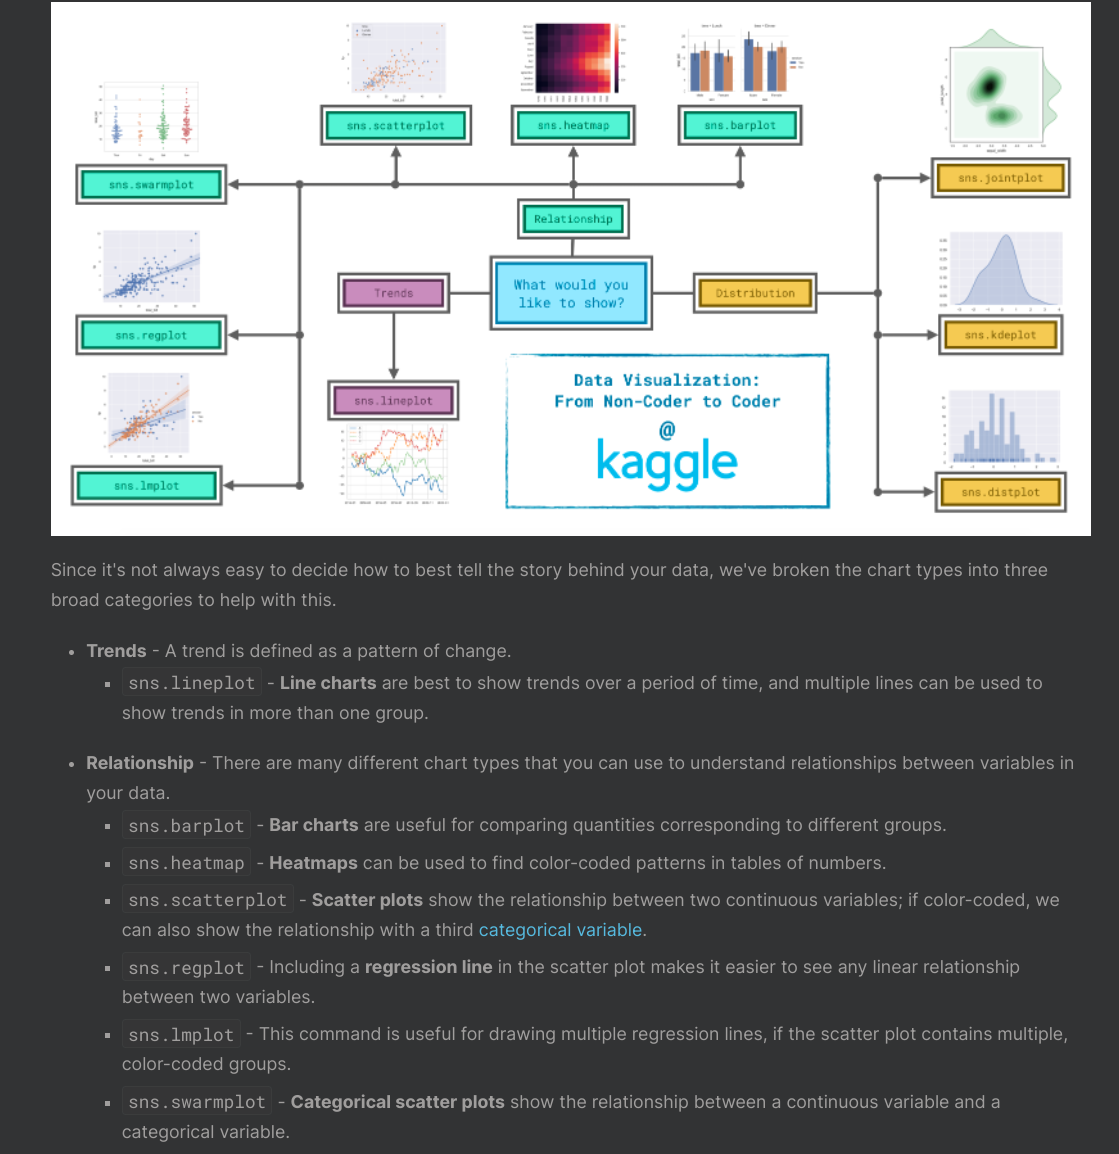 sns.scatterplot
sns.heatmap
sns.barplot
sns.swarmplot
sns.jointplot
Relationship
Trends
What would you
like to show?
Distribution
sns.regplot
sns.kdeplot
sns.lineplot
Data Visualization:
From Non-Coder to Coder
@
kaggle
sns.lmplot
sns.distplot
Since it's not always easy to decide how to best tell the story behind your data, we've broken the chart types into three
broad categories to help with this.
• Trends - A trend is defined as a pattern of change.
▪ sns.lineplot - Line charts are best to show trends over a period of time, and multiple lines can be used to
show trends in more than one group.
• Relationship - There are many different chart types that you can use to understand relationships between variables in
your data.
▪ sns.barplot - Bar charts are useful for comparing quantities corresponding to different groups.
▪ sns.heatmap - Heatmaps can be used to find color-coded patterns in tables of numbers.
▪ sns.scatterplot - Scatter plots show the relationship between two continuous variables; if color-coded, we
can also show the relationship with a third categorical variable.
▪ sns.regplot - Including a regression line in the scatter plot makes it easier to see any linear relationship
between two variables.
▪ sns.lmplot - This command is useful for drawing multiple regression lines, if the scatter plot contains multiple,
color-coded groups.
▪ sns.swarmplot - Categorical scatter plots show the relationship between a continuous variable and a
categorical variable.